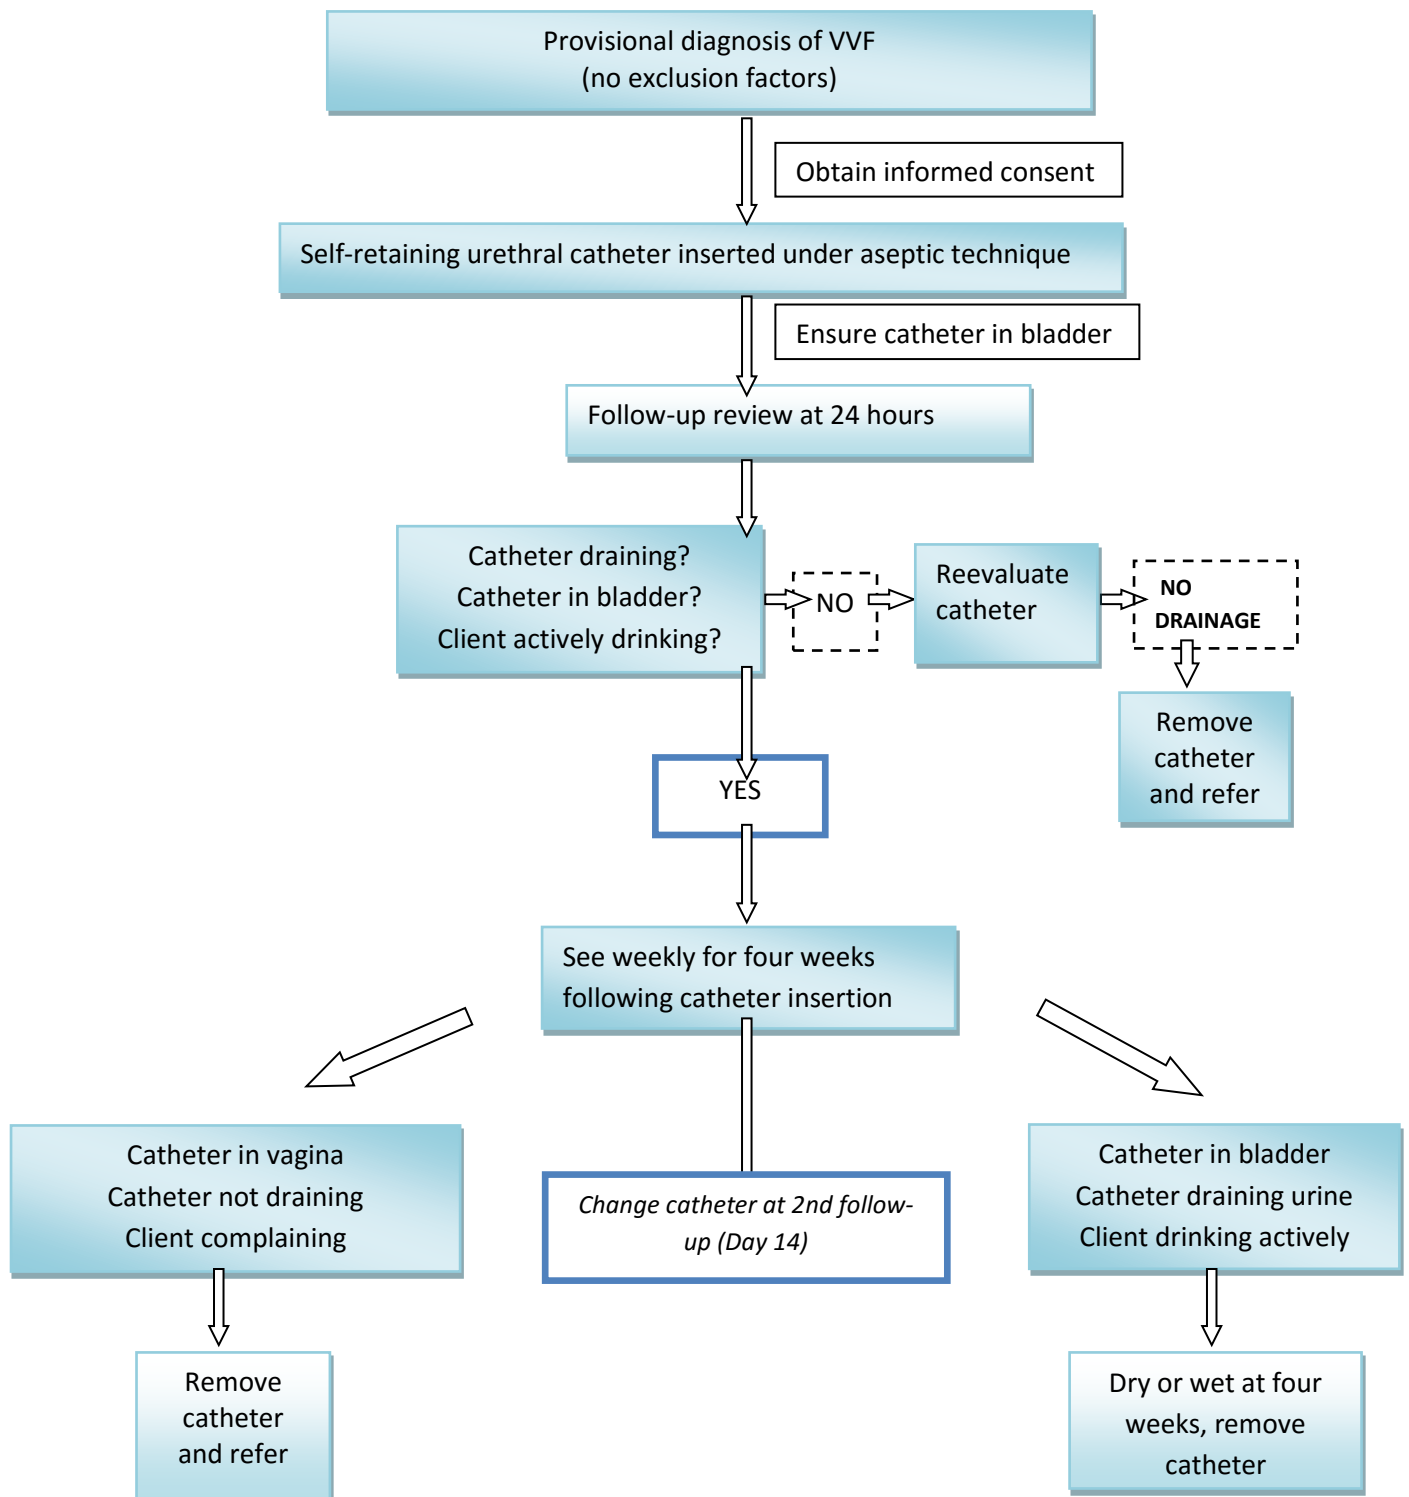 Provisional diagnosis of VVF
(no exclusion factors)
Obtain informed consent
Self-retaining urethral catheter inserted under aseptic technique
Ensure catheter in bladder
Follow-up review at 24 hours
Catheter draining?
Catheter in bladder?
Client actively drinking?
NO
Reevaluate
catheter
NO
DRAINAGE
Remove
catheter
and refer
YES
See weekly for four weeks
following catheter insertion
Catheter in vagina
Catheter not draining
Client complaining
Change catheter at 2nd follow-
up (Day 14)
Catheter in bladder
Catheter draining urine
Client drinking actively
Remove
catheter
and refer
Dry or wet at four
weeks, remove
catheter